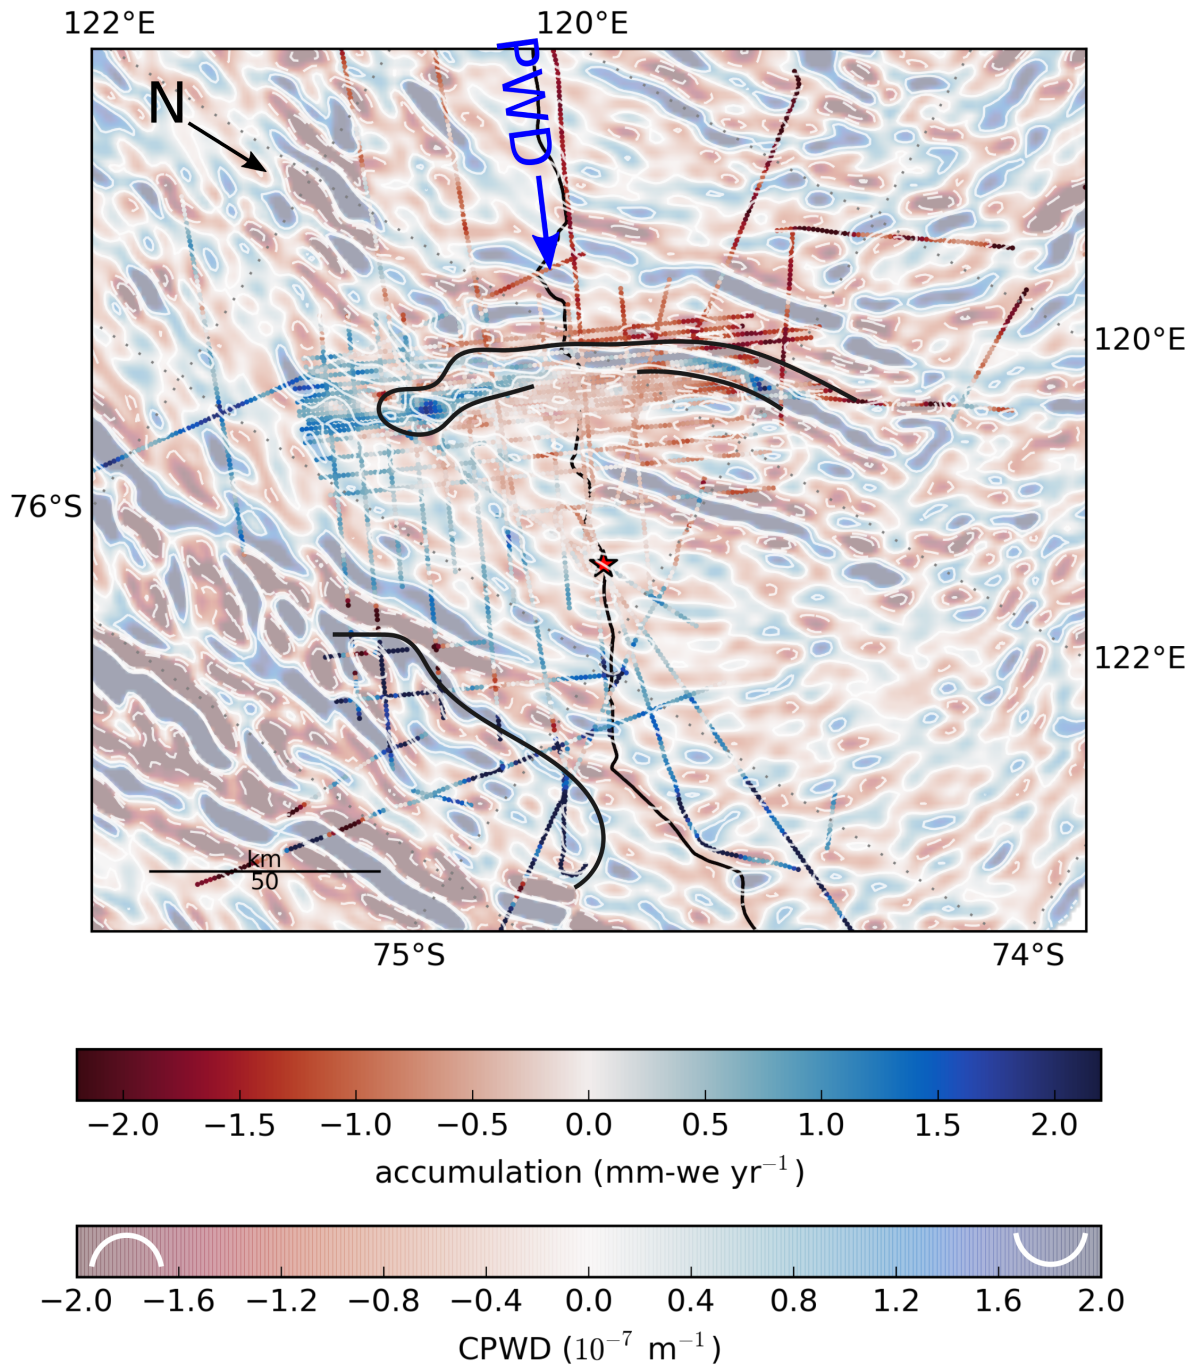 122°E 120°E
N
PWD
120°E
76°S
122°E
km
50
75°S 74°S
−2.0 −1.5 −1.0 −0.5 0.0 0.5 1.0 1.5 2.0
accumulation (mm-we yr⁻¹)
−2.0 −1.6 −1.2 −0.8 −0.4 0.0 0.4 0.8 1.2 1.6 2.0
CPWD (10⁻⁷ m⁻¹)